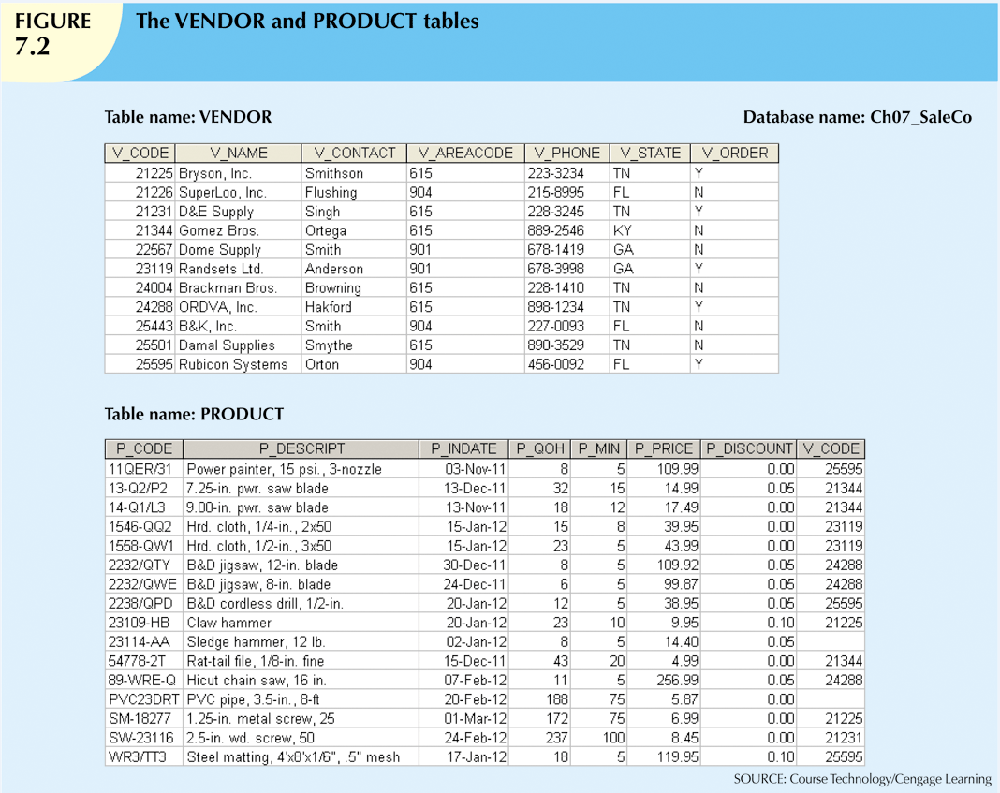 FIGURE
7.2
The VENDOR and PRODUCT tables
Table name: VENDOR Database name: Ch07_SaleCo
V_CODE V_NAME V_CONTACT V_AREACODE V_PHONE V_STATE V_ORDER
21225 Bryson, Inc. Smithson 615 223-3234 TN Y
21226 SuperLoo, Inc. Flushing 904 215-8995 FL N
21231 D&E Supply Singh 615 228-3245 TN Y
21344 Gomez Bros. Ortega 615 889-2546 KY N
22567 Dome Supply Smith 901 678-1419 GA N
23119 Randsets Ltd. Anderson 901 678-3998 GA Y
24004 Brackman Bros. Browning 615 228-1410 TN N
24288 ORDVA, Inc. Hakford 615 898-1234 TN Y
25443 B&K, Inc. Smith 904 227-0093 FL N
25501 Damal Supplies Smythe 615 890-3529 TN N
25595 Rubicon Systems Orton 904 456-0092 FL Y
Table name: PRODUCT
P_CODE P_DESCRIPT P_INDATE P_QOH P_MIN P_PRICE P_DISCOUNT V_CODE
11QER/31 Power painter, 15 psi., 3-nozzle 03-Nov-11 8 5 109.99 0.00 25595
13-Q2/P2 7.25-in. pwr. saw blade 13-Dec-11 32 15 14.99 0.05 21344
14-Q1/L3 9.00-in. pwr. saw blade 13-Nov-11 18 12 17.49 0.00 21344
1546-QQ2 Hrd. cloth, 1/4-in., 2x50 15-Jan-12 15 8 39.95 0.00 23119
1558-QW1 Hrd. cloth, 1/2-in., 3x50 15-Jan-12 23 5 43.99 0.00 23119
2232/QTY B&D jigsaw, 12-in. blade 30-Dec-11 8 5 109.92 0.05 24288
2232/QWE B&D jigsaw, 8-in. blade 24-Dec-11 6 5 99.87 0.05 24288
2238/QPD B&D cordless drill, 1/2-in. 20-Jan-12 12 5 38.95 0.05 25595
23109-HB Claw hammer 20-Jan-12 23 10 9.95 0.10 21225
23114-AA Sledge hammer, 12 lb. 02-Jan-12 8 5 14.40 0.05
54778-2T Rat-tail file, 1/8-in. fine 15-Dec-11 43 20 4.99 0.00 21344
89-WRE-Q Hicut chain saw, 16 in. 07-Feb-12 11 5 256.99 0.05 24288
PVC23DRT PVC pipe, 3.5-in., 8-ft 20-Feb-12 188 75 5.87 0.00
SM-18277 1.25-in. metal screw, 25 01-Mar-12 172 75 6.99 0.00 21225
SW-23116 2.5-in. wd. screw, 50 24-Feb-12 237 100 8.45 0.00 21231
WR3/TT3 Steel matting, 4'x8'x1/6", .5" mesh 17-Jan-12 18 5 119.95 0.10 25595
SOURCE: Course Technology/Cengage Learning